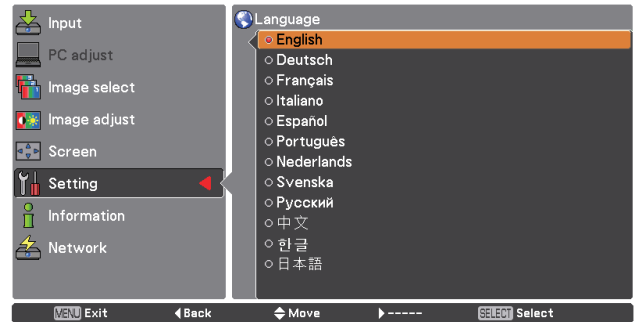 Input
PC adjust
Image select
Image adjust
Screen
Setting
Information
Network
Language
English
Deutsch
Français
Italiano
Español
Português
Nederlands
Svenska
Русский
中文
한글
日本語
MENU Exit
Back
Move
-----
SELECT Select